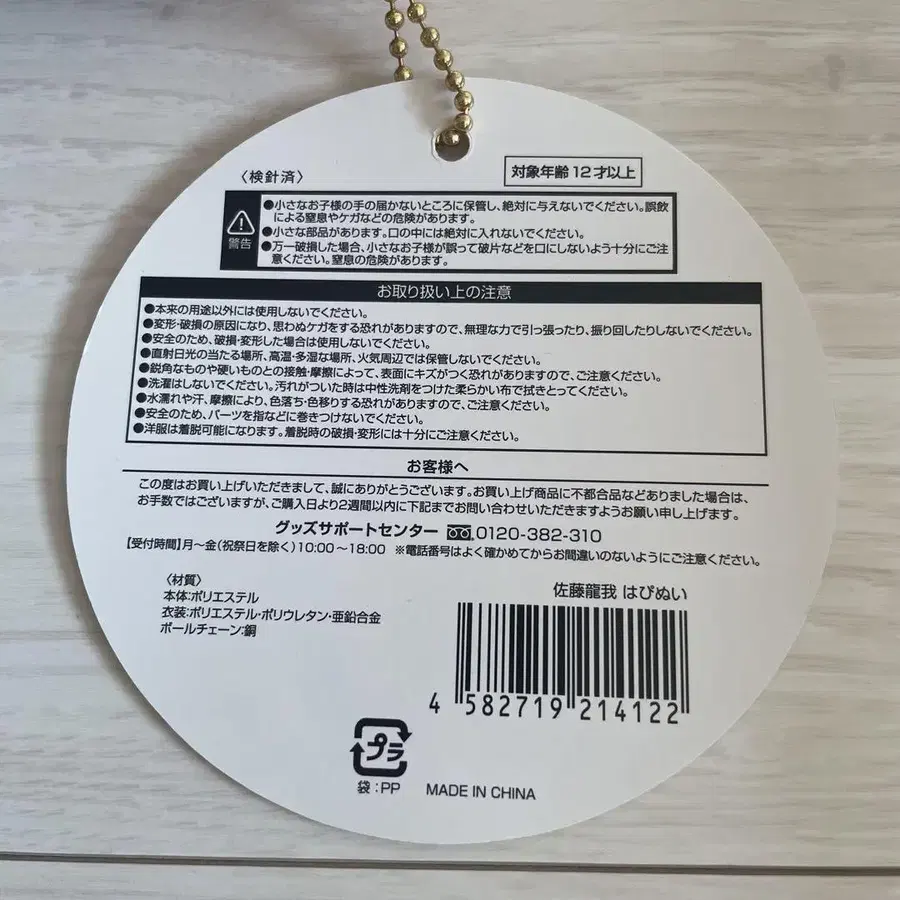 〈検針済〉
対象年齢12才以上
警告
●小さなお子様の手の届かないところに保管し、絶対に与えないでください。誤飲
による窒息やケガなどの危険があります。
●小さな部品があります。口の中には絶対に入れないでください。
●万一破損した場合、小さなお子様が誤って破片などを口にしないよう十分にご注
意ください。窒息の危険があります。
お取り扱い上の注意
●本来の用途以外には使用しないでください。
●変形・破損の原因になり、思わぬケガをする恐れがありますので、無理な力で引っ張ったり、振り回したりしないでください。
●安全のため、破損・変形した場合は使用しないでください。
●直射日光の当たる場所、高温・多湿な場所、火気周辺では保管しないでください。
●鋭角なものや硬いものとの接触・摩擦によって、表面にキズがつく恐れがありますので、ご注意ください。
●洗濯はしないでください。汚れがついた時は中性洗剤をつけた柔らかい布で拭きとってください。
●水濡れや汗、摩擦により、色落ち・色移りする恐れがありますので、ご注意ください。
●安全のため、パーツを指などに巻きつけないでください。
●洋服は着脱可能になります。着脱時の破損・変形には十分にご注意ください。
お客様へ
この度はお買い上げいただきまして、誠にありがとうございます。お買い上げ商品に不都合品などありました場合は、
お手数ではございますが、ご購入日より2週間以内に下記までお問い合わせいただきますようお願い申し上げます。
グッズサポートセンター 0120-382-310
【受付時間】月〜金(祝祭日を除く)10:00〜18:00 ※電話番号はよく確かめてからお間違いのないようにご注意ください。
〈材質〉
本体:ポリエステル
衣装:ポリエステル・ポリウレタン・亜鉛合金
ボールチェーン:銅
佐藤龍我 はぴぬい
4 582719 214122
プラ
袋:PP
MADE IN CHINA